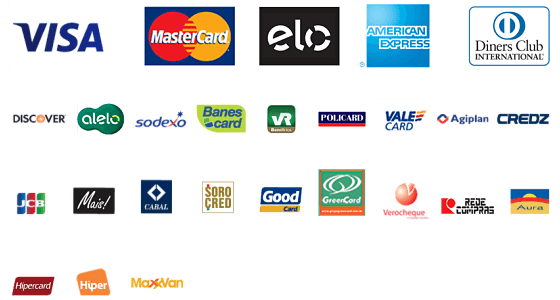 VISA
MasterCard
elo
AMERICAN
EXPRESS
Diners Club
INTERNATIONAL
DISCOVER
alelo
sodexo
Banes
card
VR
POLICARD
VALE
CARD
Agiplan
CREDZ
JCB
Mais!
CABAL
SORO
CRED
Good
Card
GreenCard
Verocheque
REDE
COMPRAS
Aura
Hipercard
Hiper
MaxxVan